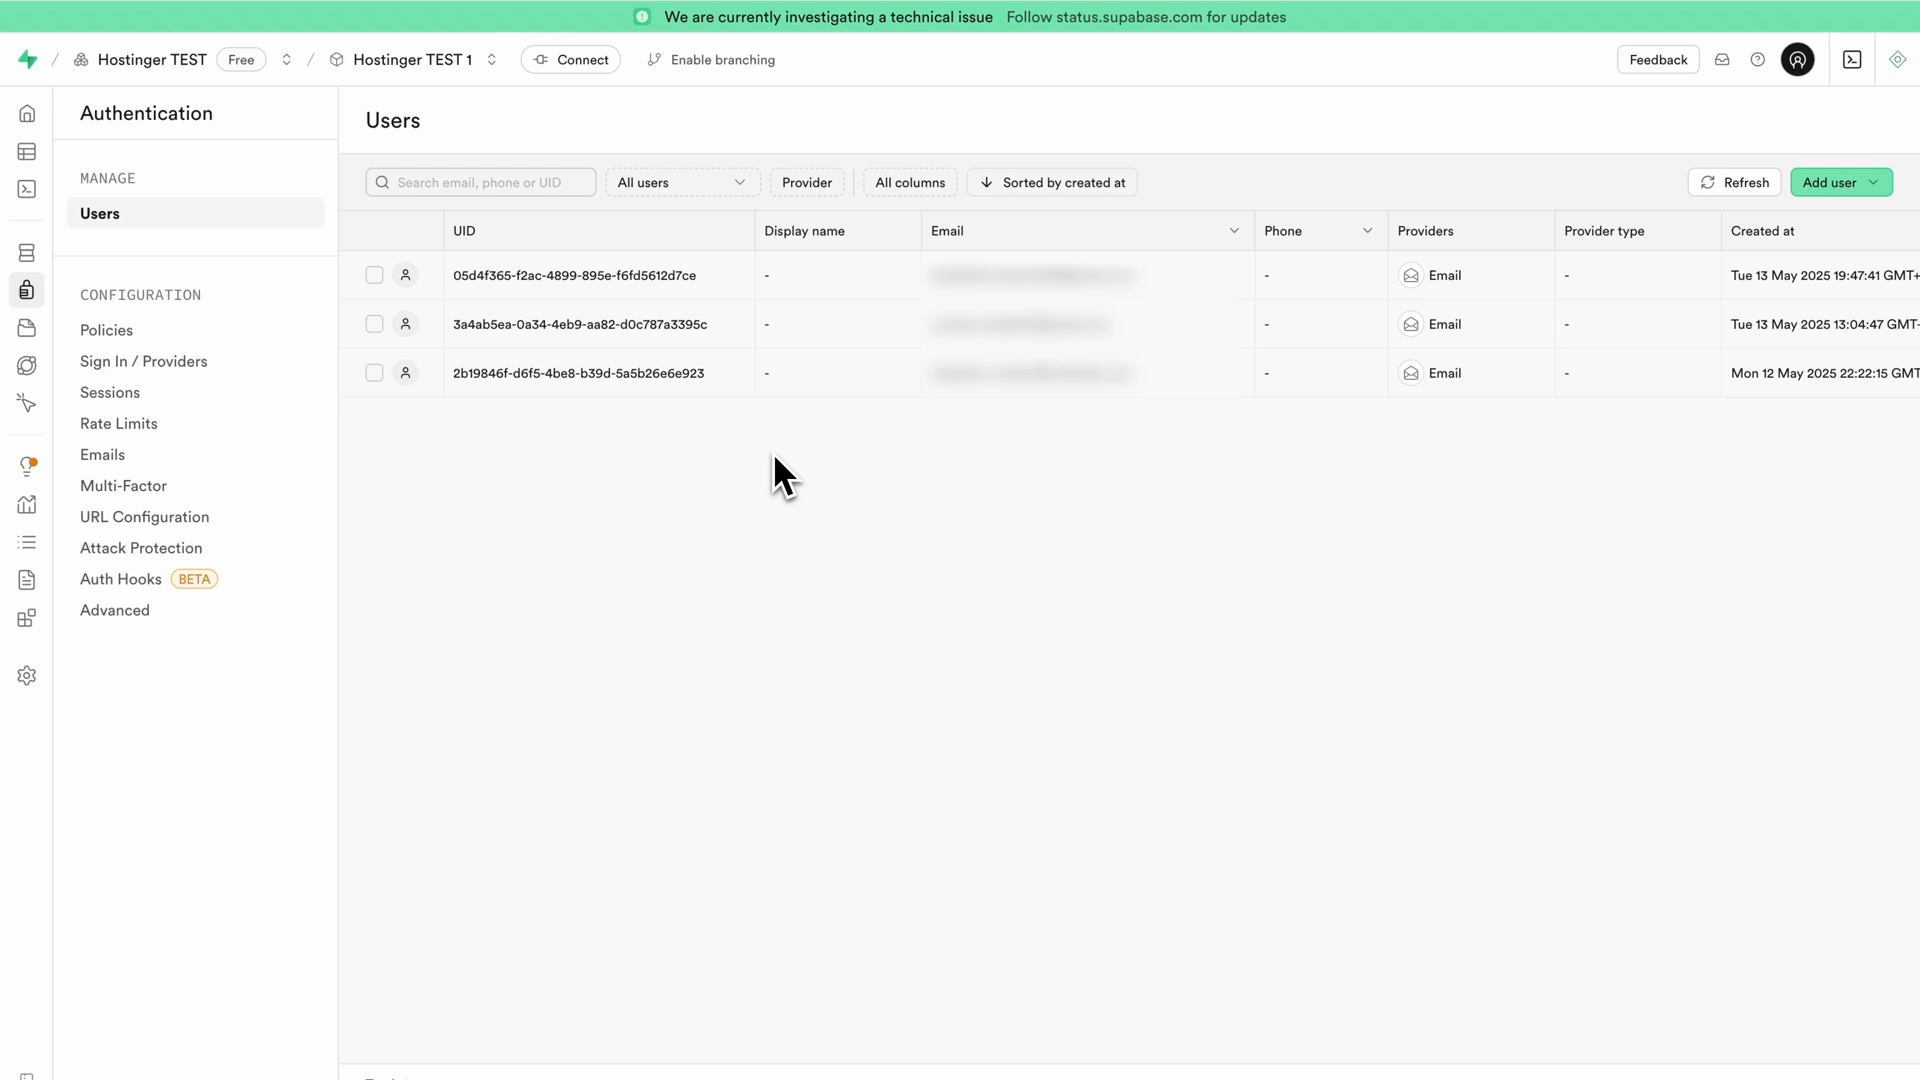 We are currently investigating a technical issue Follow status.supabase.com for updates
/ Hostinger TEST Free / Hostinger TEST 1 Connect Enable branching Feedback
Authentication
MANAGE
Users
CONFIGURATION
Policies
Sign In / Providers
Sessions
Rate Limits
Emails
Multi-Factor
URL Configuration
Attack Protection
Auth Hooks BETA
Advanced
Users
Search email, phone or UID All users Provider All columns Sorted by created at Refresh Add user
UID Display name Email Phone Providers Provider type Created at
05d4f365-f2ac-4899-895e-f6fd5612d7ce - - Email - Tue 13 May 2025 19:47:41 GMT+
3a4ab5ea-0a34-4eb9-aa82-d0c787a3395c - - Email - Tue 13 May 2025 13:04:47 GMT+
2b19846f-d6f5-4be8-b39d-5a5b26e6e923 - - Email - Mon 12 May 2025 22:22:15 GMT